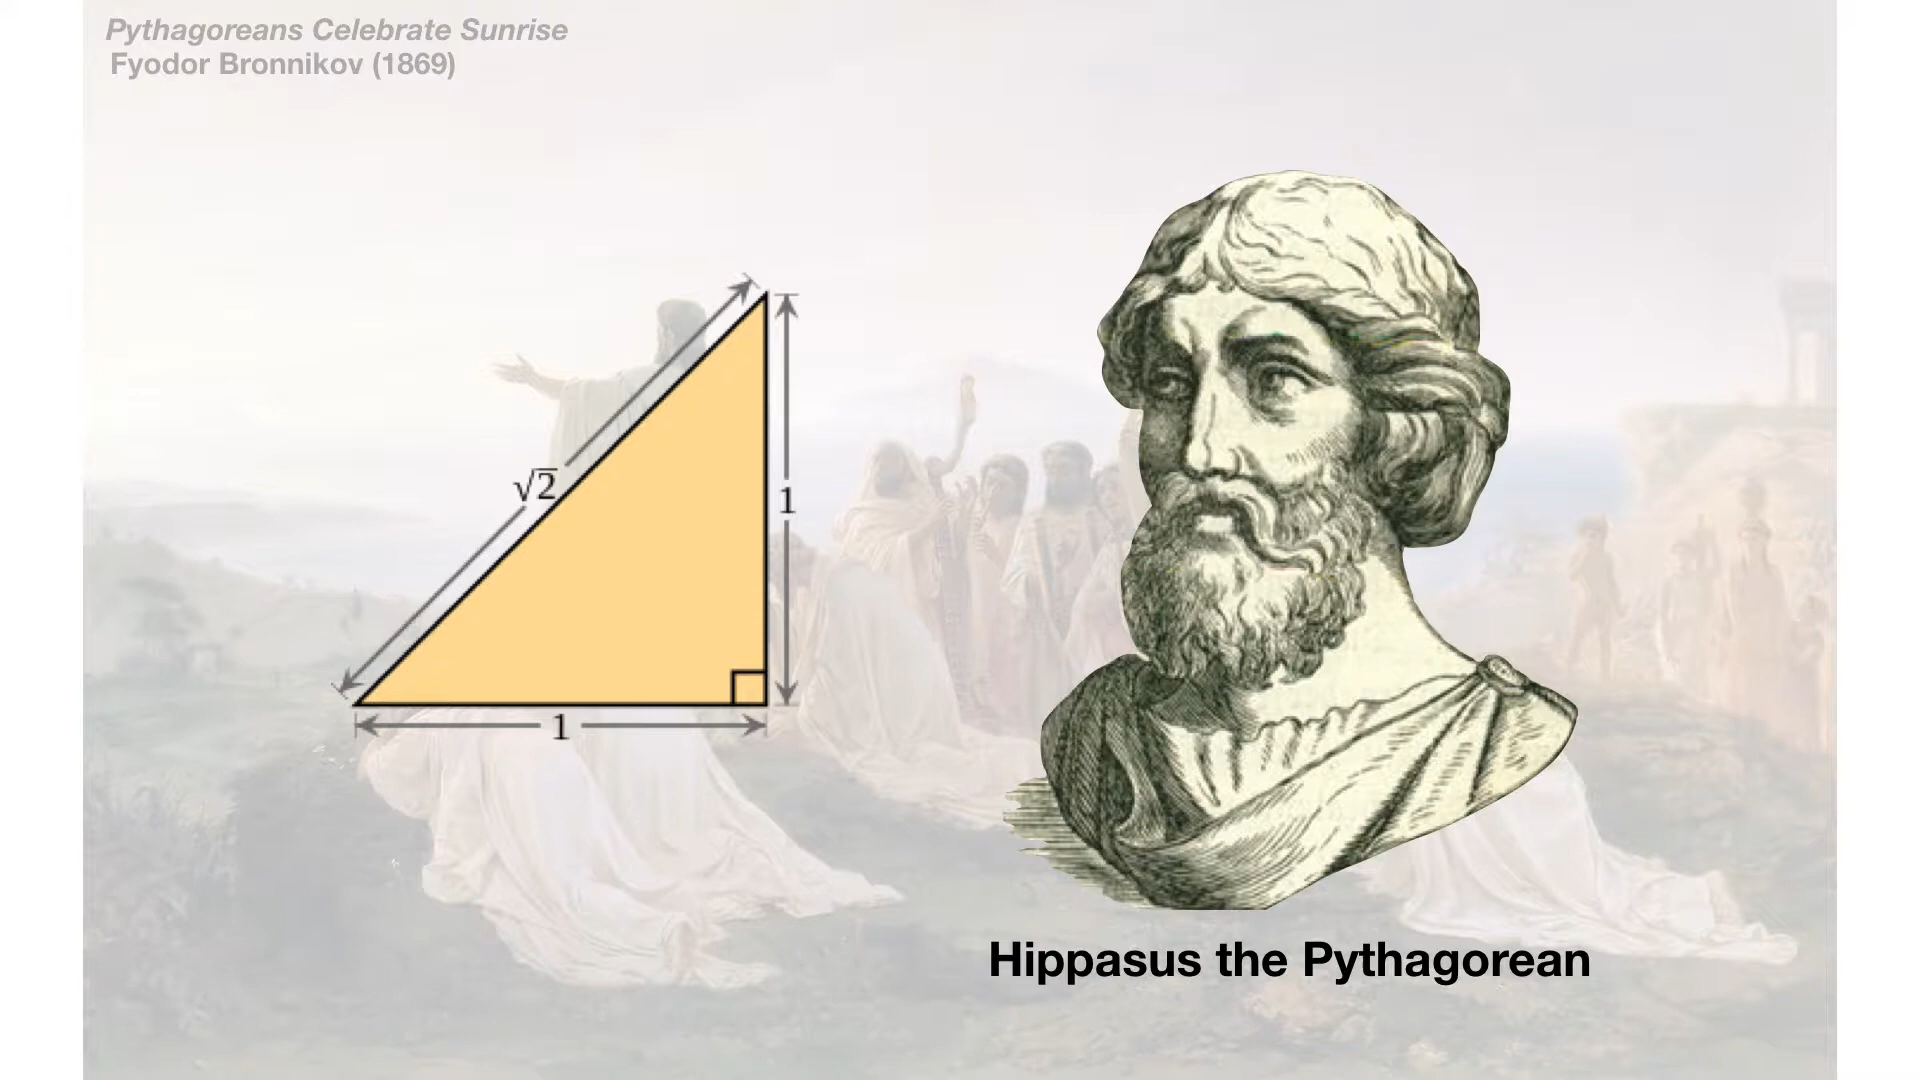 Pythagoreans Celebrate Sunrise
Fyodor Bronnikov (1869)
√2
1
1
Hippasus the Pythagorean